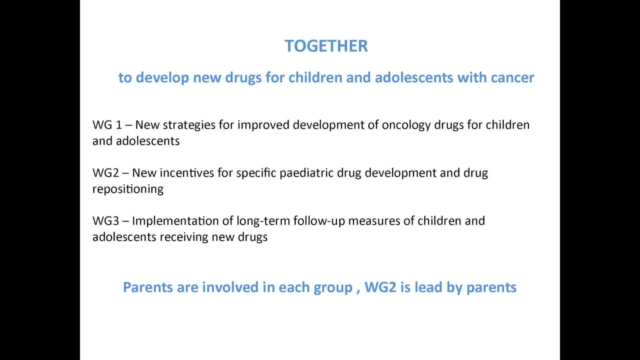 TOGETHER
to develop new drugs for children and adolescents with cancer
WG 1 – New strategies for improved development of oncology drugs for children
and adolescents
WG2 – New incentives for specific paediatric drug development and drug
repositioning
WG3 – Implementation of long-term follow-up measures of children and
adolescents receiving new drugs
Parents are involved in each group , WG2 is lead by parents